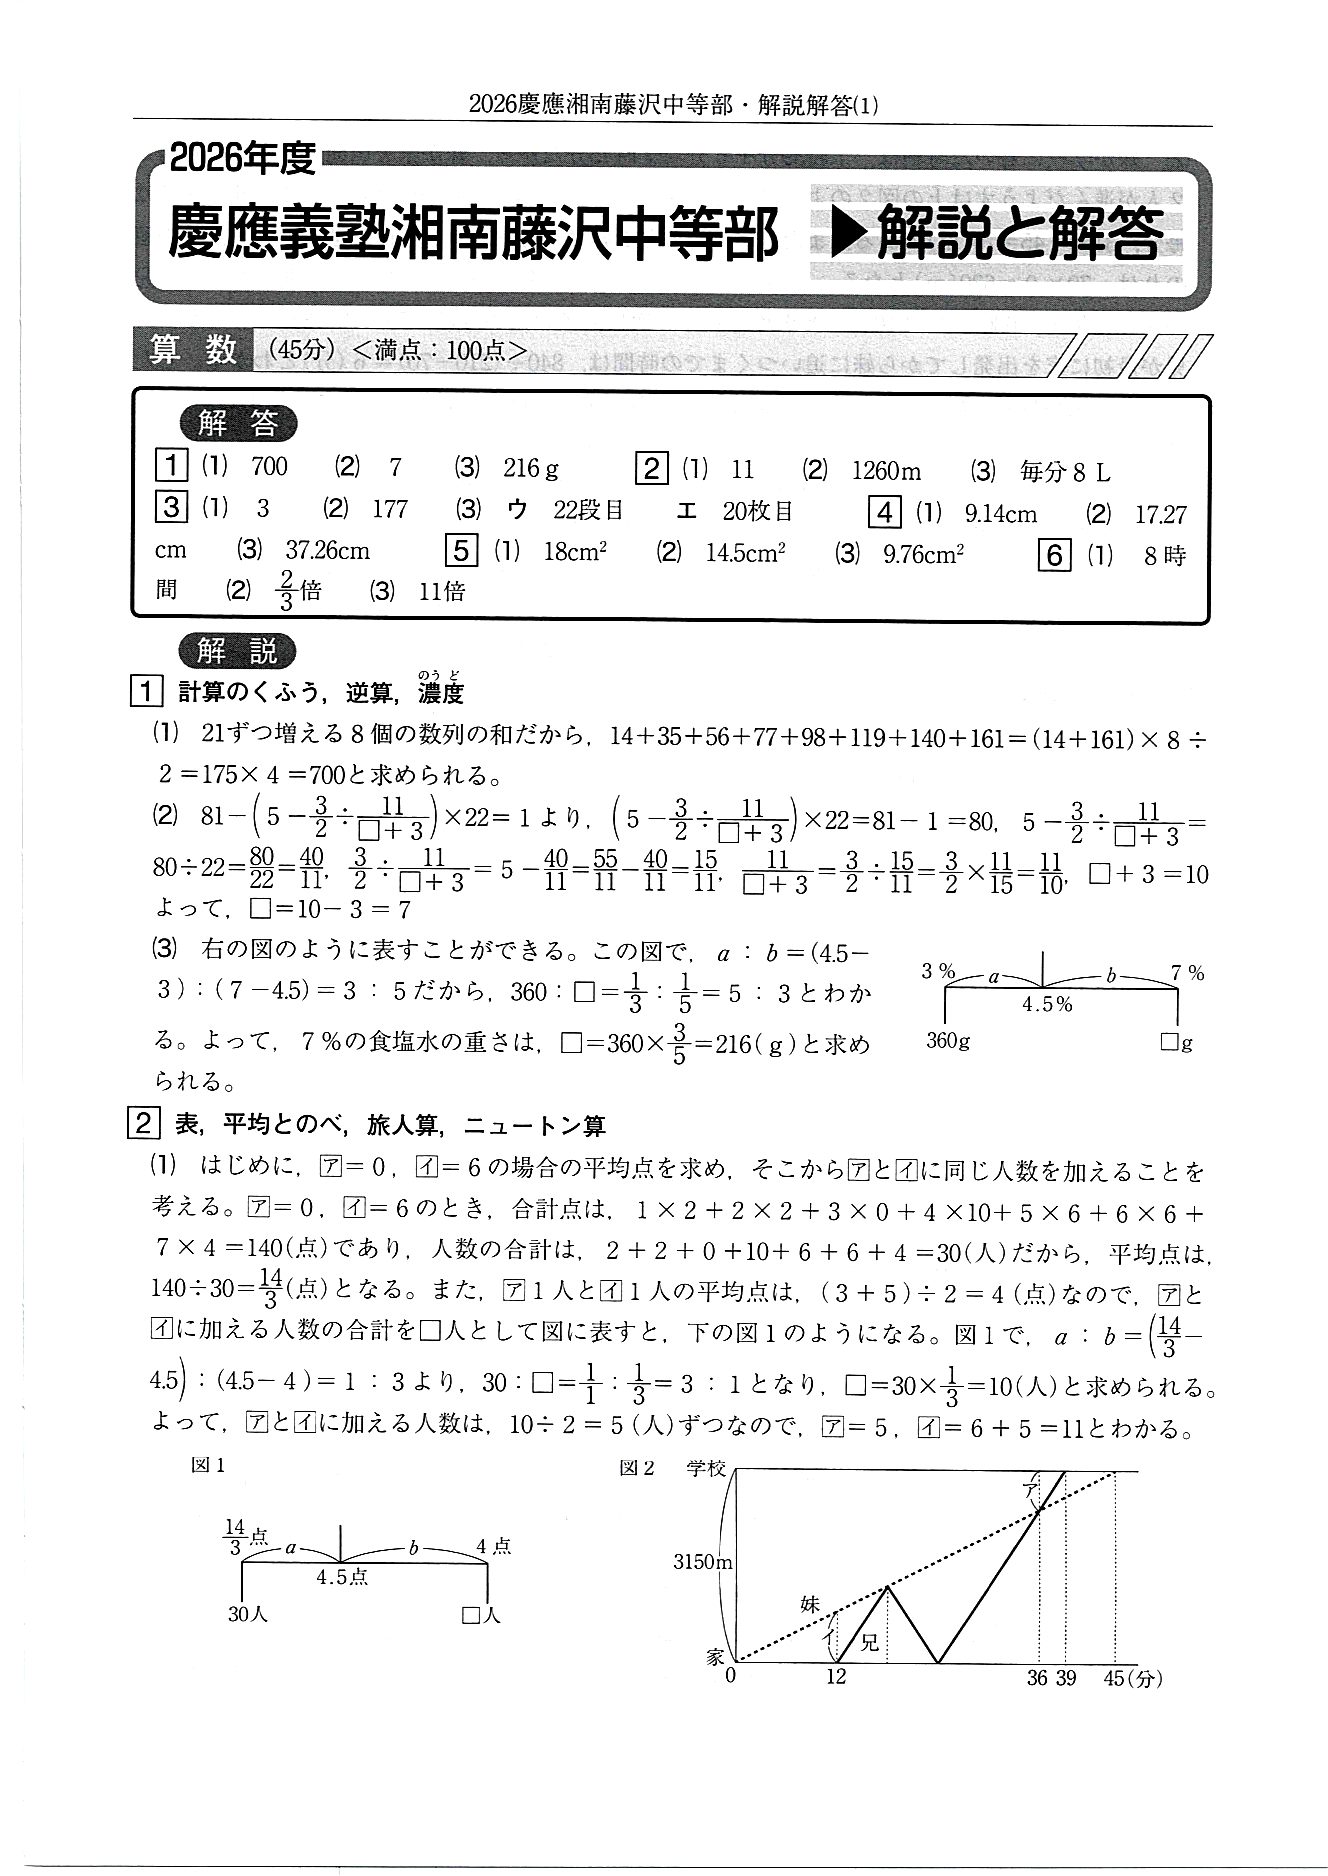 2026慶應湘南藤沢中等部・解説解答(1)
2026年度
慶應義塾湘南藤沢中等部 ▶解説と解答
算 数 (45分) <満点：100点>
解 答
1 (1) 700 (2) 7 (3) 216g 2 (1) 11 (2) 1260m (3) 毎分8L
3 (1) 3 (2) 177 (3) ウ 22段目 エ 20枚目 4 (1) 9.14cm (2) 17.27
cm (3) 37.26cm 5 (1) 18cm² (2) 14.5cm² (3) 9.76cm² 6 (1) 8時
間 (2) 2/3倍 (3) 11倍
解 説
のう ど
1 計算のくふう，逆算，濃度
(1) 21ずつ増える8個の数列の和だから，14＋35＋56＋77＋98＋119＋140＋161＝(14＋161)×8÷
2＝175×4＝700と求められる。
(2) 81－(5－3/2÷11/(□＋3))×22＝1より，(5－3/2÷11/(□＋3))×22＝81－1＝80，5－3/2÷11/(□＋3)＝
80÷22＝80/22＝40/11，3/2÷11/(□＋3)＝5－40/11＝55/11－40/11＝15/11，11/(□＋3)＝3/2÷15/11＝3/2×11/15＝11/10，□＋3＝10
よって，□＝10－3＝7
(3) 右の図のように表すことができる。この図で，a：b＝(4.5－
3)：(7－4.5)＝3：5だから，360：□＝1/3：1/5＝5：3とわか
る。よって，7％の食塩水の重さは，□＝360×3/5＝216(g)と求め
られる。
3％ a b 7％
4.5％
360g □g
2 表，平均とのべ，旅人算，ニュートン算
(1) はじめに，ア＝0，イ＝6の場合の平均点を求め，そこからアとイに同じ人数を加えることを
考える。ア＝0，イ＝6のとき，合計点は，1×2＋2×2＋3×0＋4×10＋5×6＋6×6＋
7×4＝140(点)であり，人数の合計は，2＋2＋0＋10＋6＋6＋4＝30(人)だから，平均点は，
140÷30＝14/3(点)となる。また，ア1人とイ1人の平均点は，(3＋5)÷2＝4(点)なので，アと
イに加える人数の合計を□人として図に表すと，下の図1のようになる。図1で，a：b＝(14/3－
4.5)：(4.5－4)＝1：3より，30：□＝1/1：1/3＝3：1となり，□＝30×1/3＝10(人)と求められる。
よって，アとイに加える人数は，10÷2＝5(人)ずつなので，ア＝5，イ＝6＋5＝11とわかる。
図1
14/3点 a b 4点
4.5点
30人 □人
図2 学校
ア
3150m
妹
イ 兄
家
0 12 36 39 45(分)